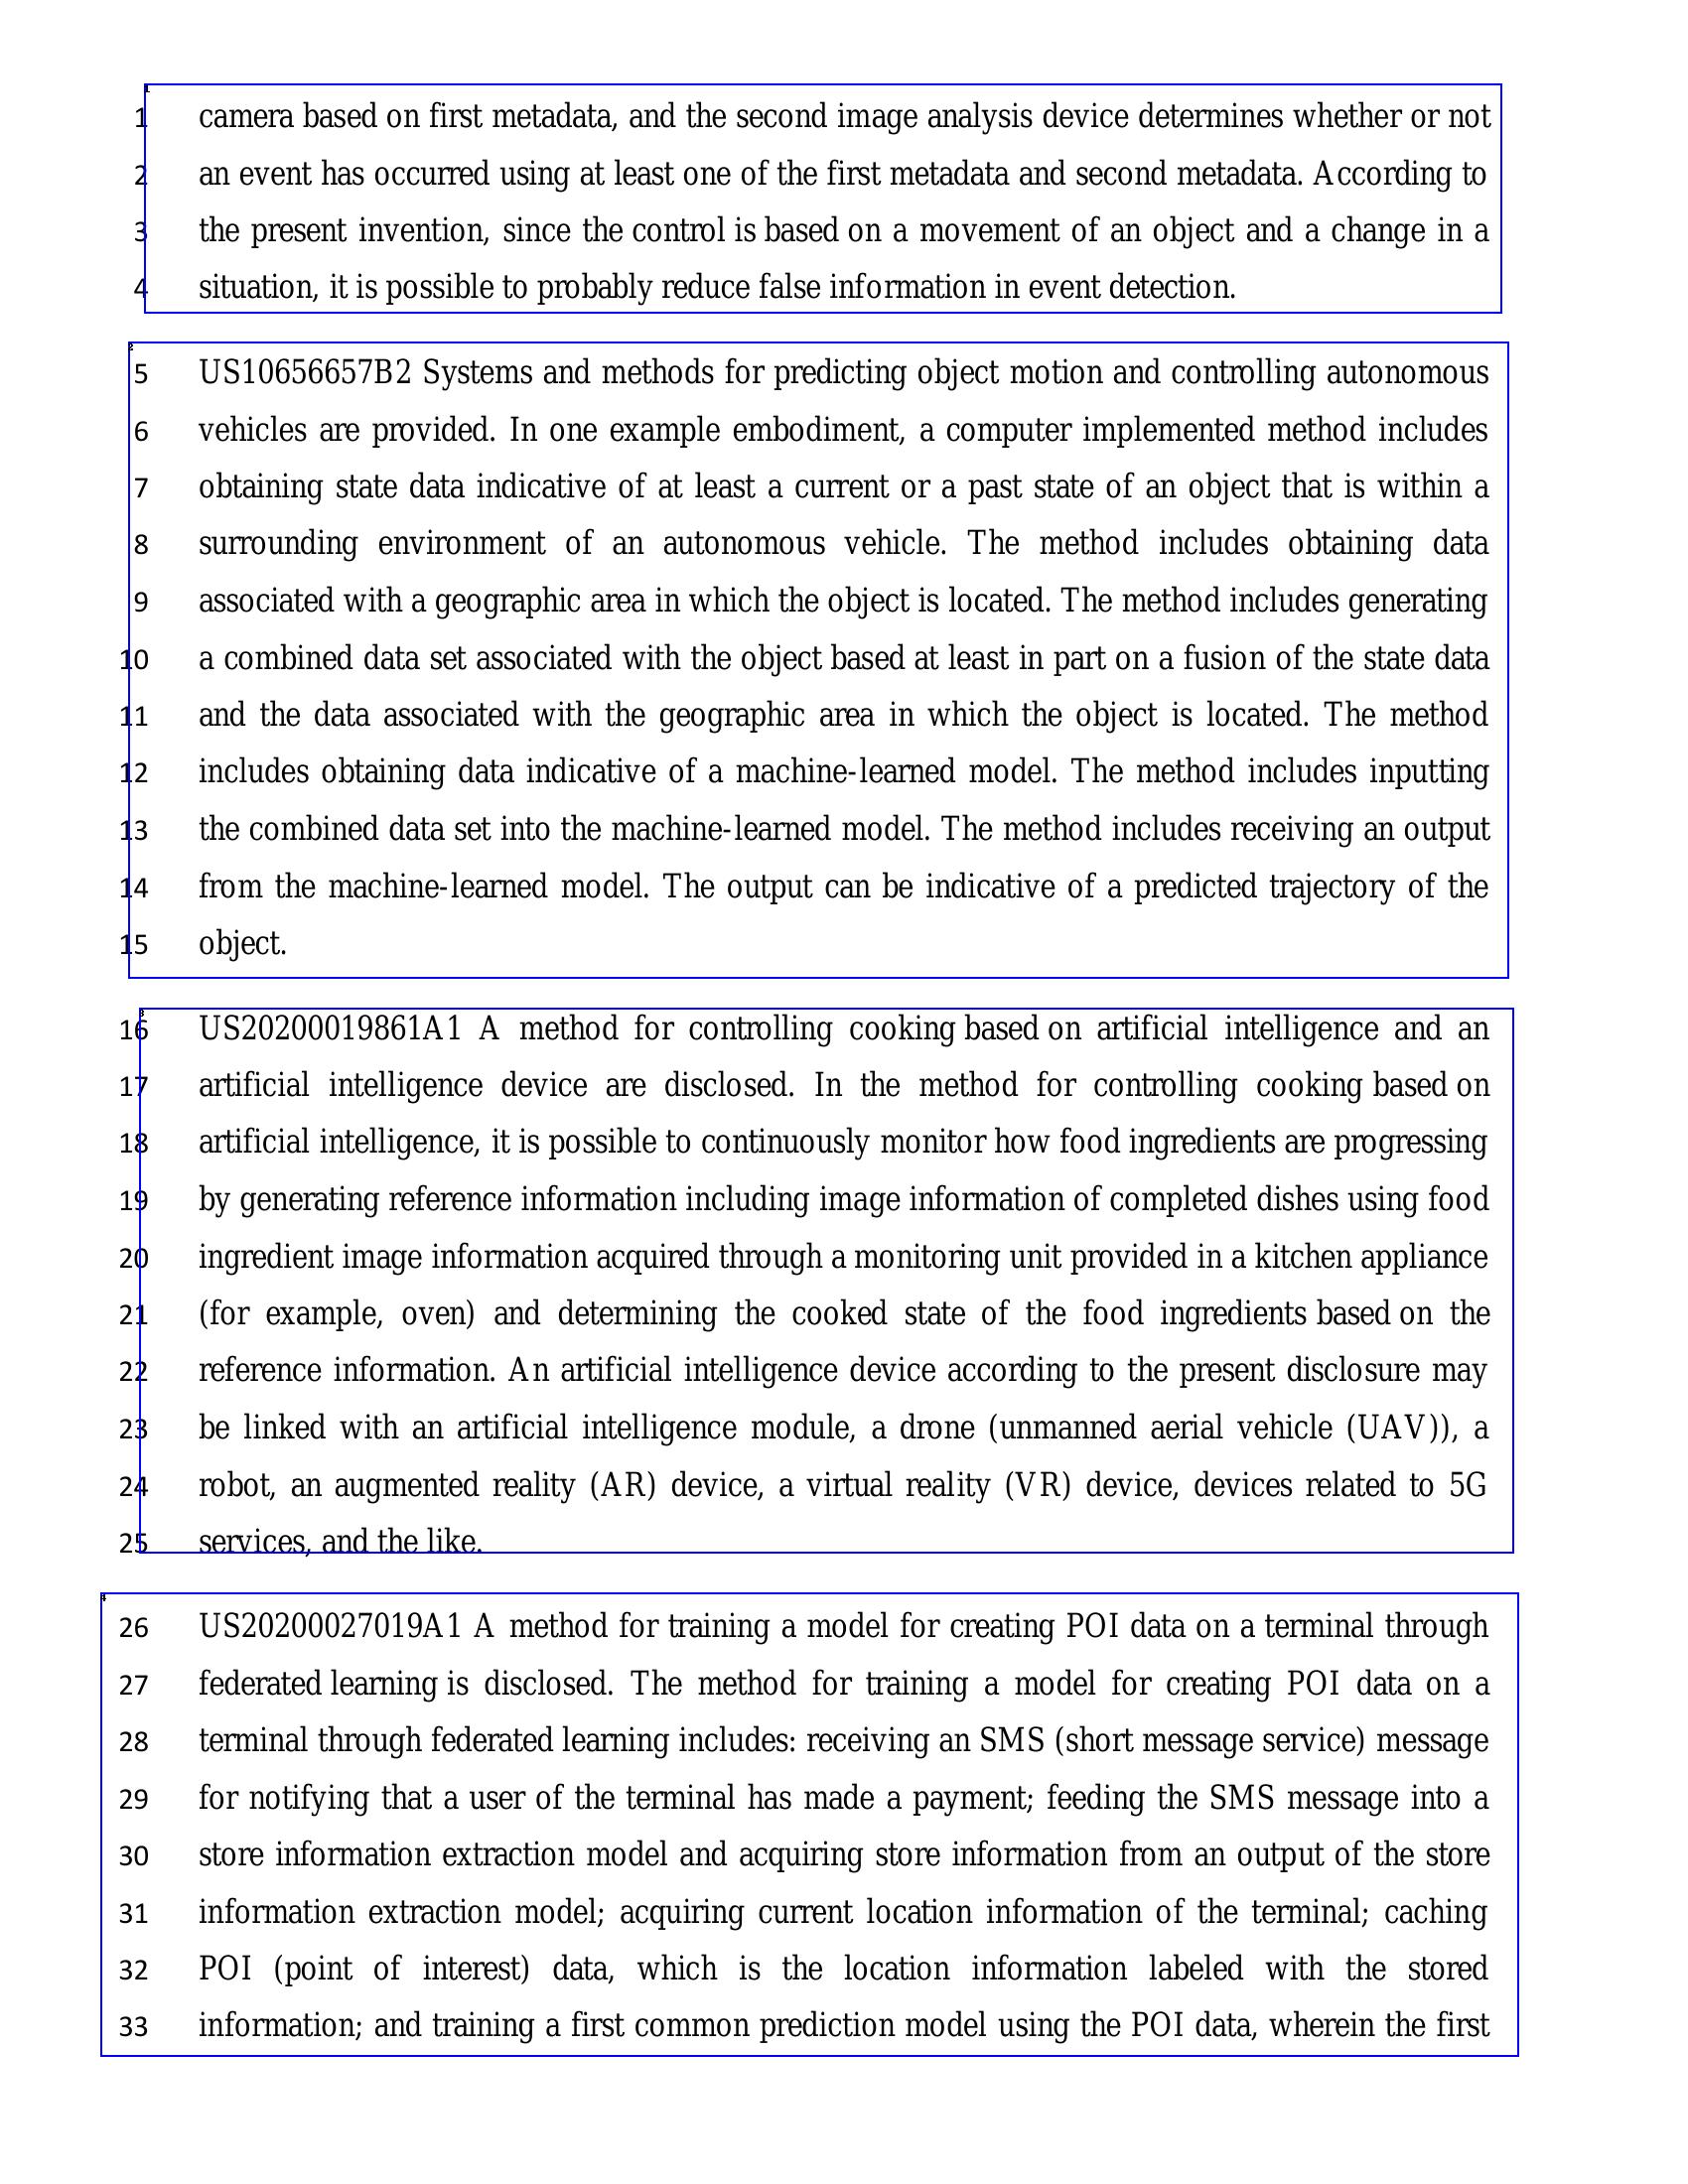 1 camera based on first metadata, and the second image analysis device determines whether or not
2 an event has occurred using at least one of the first metadata and second metadata. According to
3 the present invention, since the control is based on a movement of an object and a change in a
4 situation, it is possible to probably reduce false information in event detection.
5 US10656657B2 Systems and methods for predicting object motion and controlling autonomous
6 vehicles are provided. In one example embodiment, a computer implemented method includes
7 obtaining state data indicative of at least a current or a past state of an object that is within a
8 surrounding environment of an autonomous vehicle. The method includes obtaining data
9 associated with a geographic area in which the object is located. The method includes generating
10 a combined data set associated with the object based at least in part on a fusion of the state data
11 and the data associated with the geographic area in which the object is located. The method
12 includes obtaining data indicative of a machine-learned model. The method includes inputting
13 the combined data set into the machine-learned model. The method includes receiving an output
14 from the machine-learned model. The output can be indicative of a predicted trajectory of the
15 object.
16 US20200019861A1 A method for controlling cooking based on artificial intelligence and an
17 artificial intelligence device are disclosed. In the method for controlling cooking based on
18 artificial intelligence, it is possible to continuously monitor how food ingredients are progressing
19 by generating reference information including image information of completed dishes using food
20 ingredient image information acquired through a monitoring unit provided in a kitchen appliance
21 (for example, oven) and determining the cooked state of the food ingredients based on the
22 reference information. An artificial intelligence device according to the present disclosure may
23 be linked with an artificial intelligence module, a drone (unmanned aerial vehicle (UAV)), a
24 robot, an augmented reality (AR) device, a virtual reality (VR) device, devices related to 5G
25 services, and the like.
26 US20200027019A1 A method for training a model for creating POI data on a terminal through
27 federated learning is disclosed. The method for training a model for creating POI data on a
28 terminal through federated learning includes: receiving an SMS (short message service) message
29 for notifying that a user of the terminal has made a payment; feeding the SMS message into a
30 store information extraction model and acquiring store information from an output of the store
31 information extraction model; acquiring current location information of the terminal; caching
32 POI (point of interest) data, which is the location information labeled with the stored
33 information; and training a first common prediction model using the POI data, wherein the first